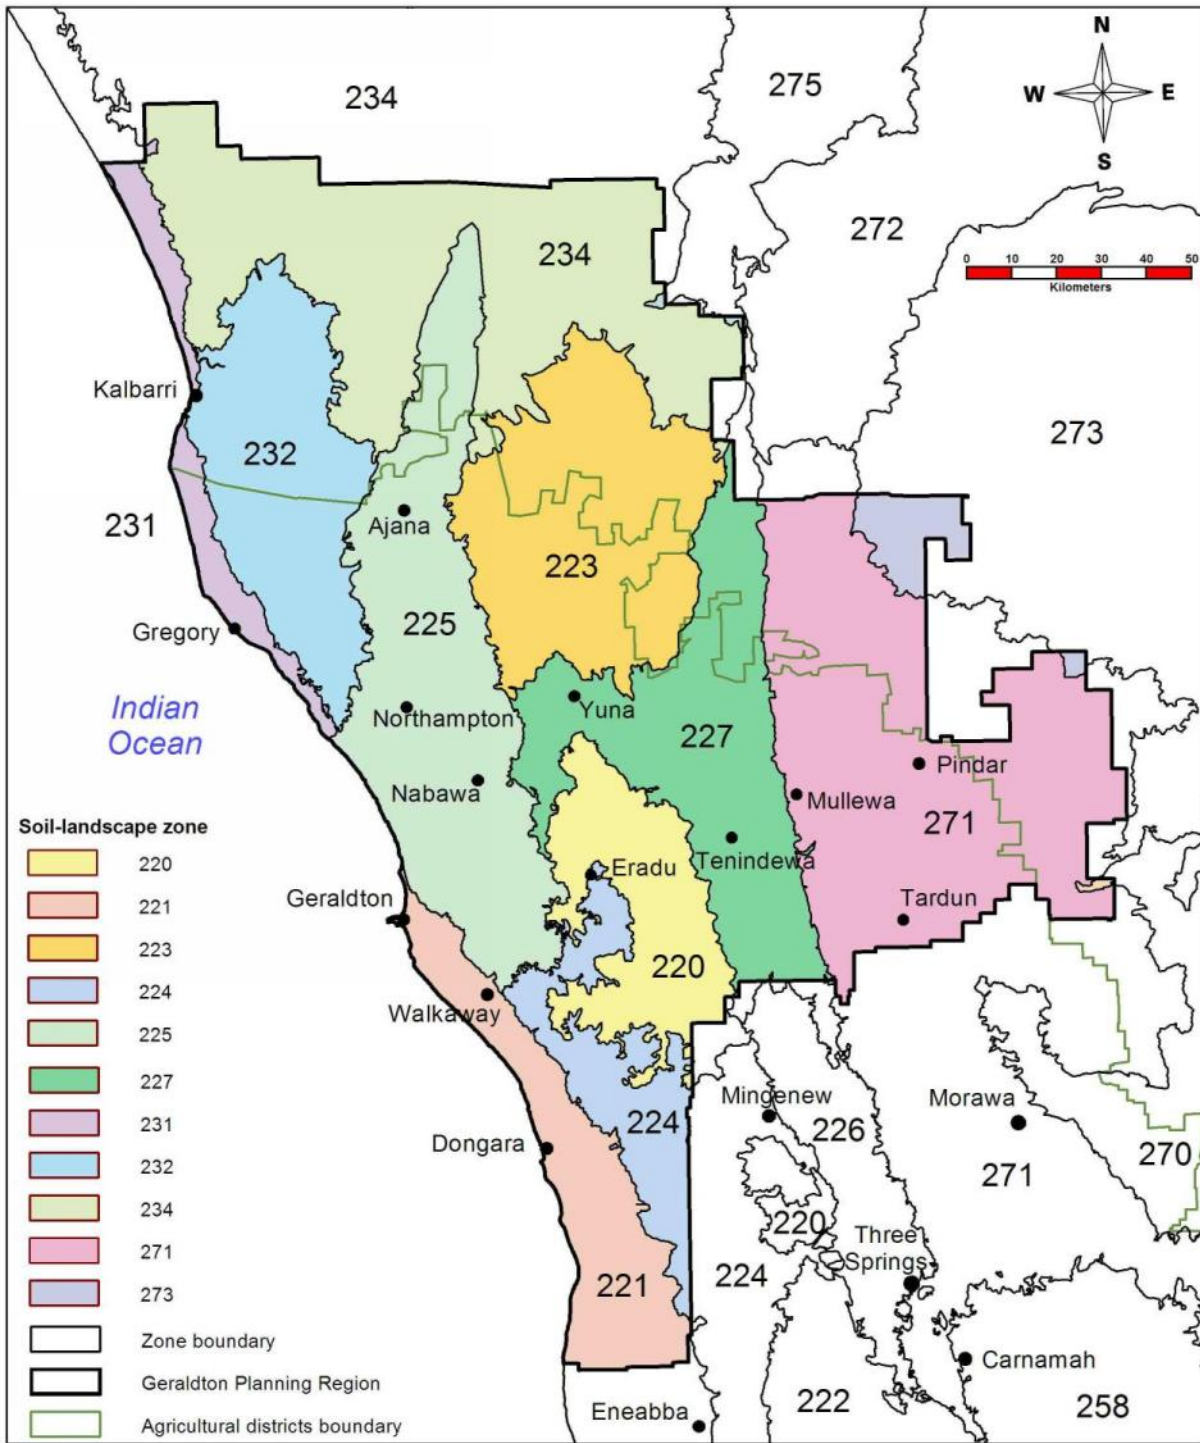 N
W E
S
234
275
272
234
0 10 20 30 40 50
Kilometers
Kalbarri
232
273
231
Ajana
223
225
Gregory
Indian
Ocean
Northampton
Yuna
227
Nabawa
Pindar
Mullewa
271
Tenindewa
Eradu
Geraldton
Tardun
220
Walkaway
Mingenew
Morawa
224
226
Dongara
270
271
220
Three
Springs
224
221
Carnamah
222
258
Eneabba
Soil-landscape zone
220
221
223
224
225
227
231
232
234
271
273
Zone boundary
Geraldton Planning Region
Agricultural districts boundary